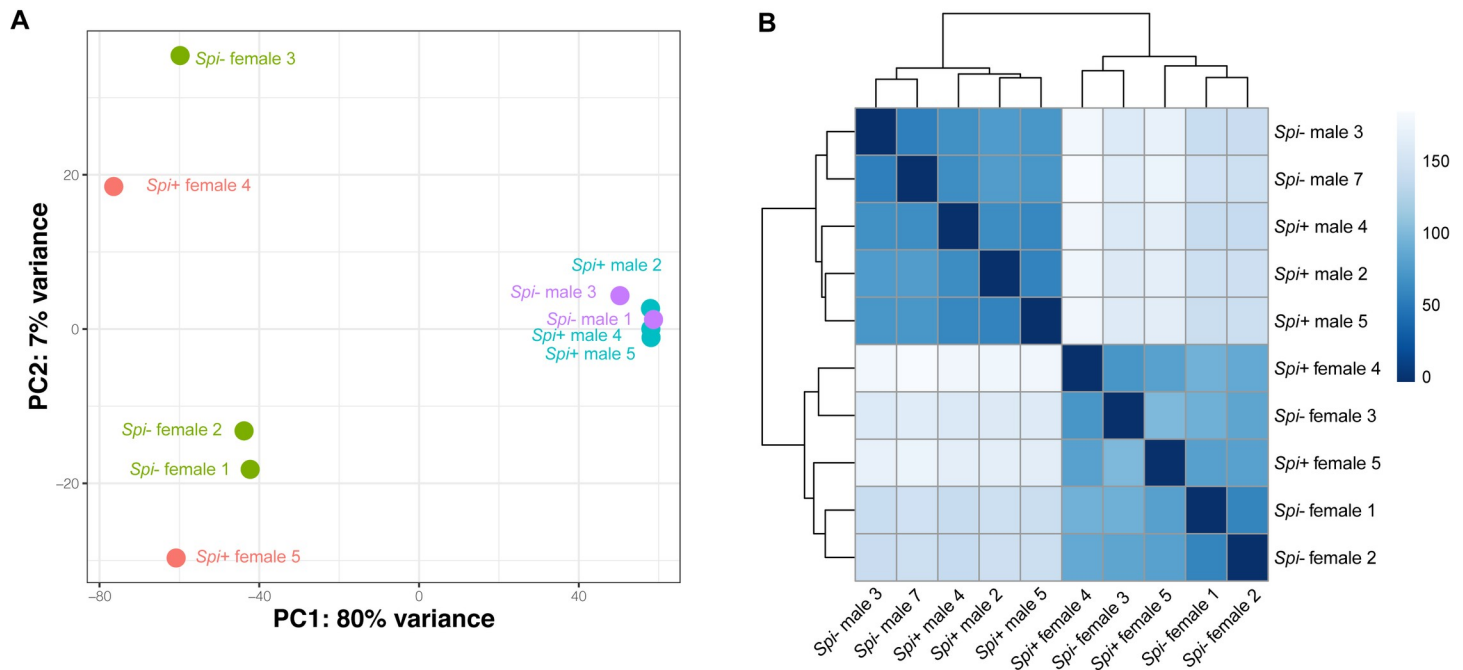 A
Spi- female 3
Spi+ female 4
Spi+ male 2
Spi- male 3
Spi- male 1
Spi+ male 4
Spi+ male 5
Spi- female 2
Spi- female 1
Spi+ female 5
20
0
−20
−80
−40
0
40
PC2: 7% variance
PC1: 80% variance
B
Spi- male 3
Spi- male 7
Spi+ male 4
Spi+ male 2
Spi+ male 5
Spi+ female 4
Spi- female 3
Spi+ female 5
Spi- female 1
Spi- female 2
150
100
50
0
Spi- male 3
Spi- male 7
Spi+ male 4
Spi+ male 2
Spi+ male 5
Spi+ female 4
Spi- female 3
Spi+ female 5
Spi- female1
Spi- female 2